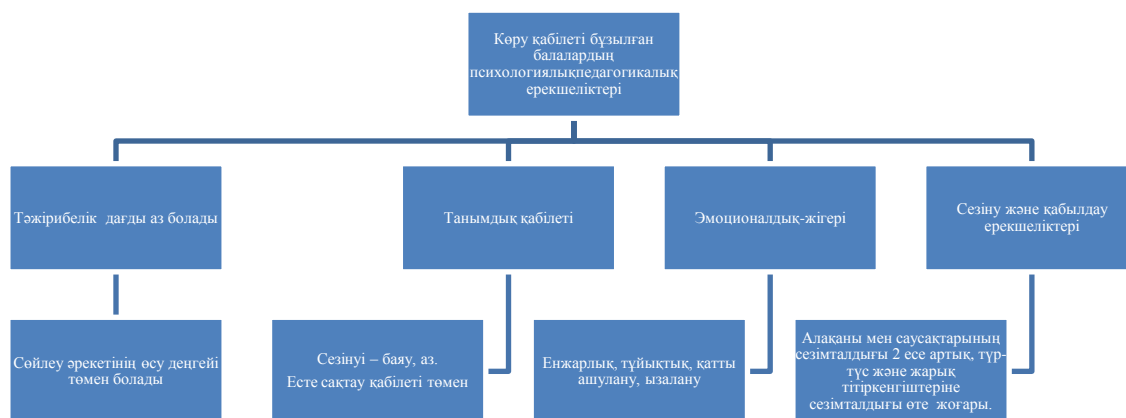 Көру қабілеті бұзылған
балалардың
психологиялықпедагогикалық
ерекшеліктері
Тәжірибелік дағды аз болады
Танымдық қабілеті
Эмоционалдық-жігері
Сезіну және қабылдау
ерекшеліктері
Сөйлеу әрекетінің өсу деңгейі
төмен болады
Сезінуі – баяу, аз.
Есте сақтау қабілеті төмен
Енжарлық, тұйықтық, қатты
ашулану, ызалану
Алақаны мен саусақтарының
сезімталдығы 2 есе артық, түр-
түс және жарық
тітіркенгіштеріне
сезімталдығы өте жоғары.